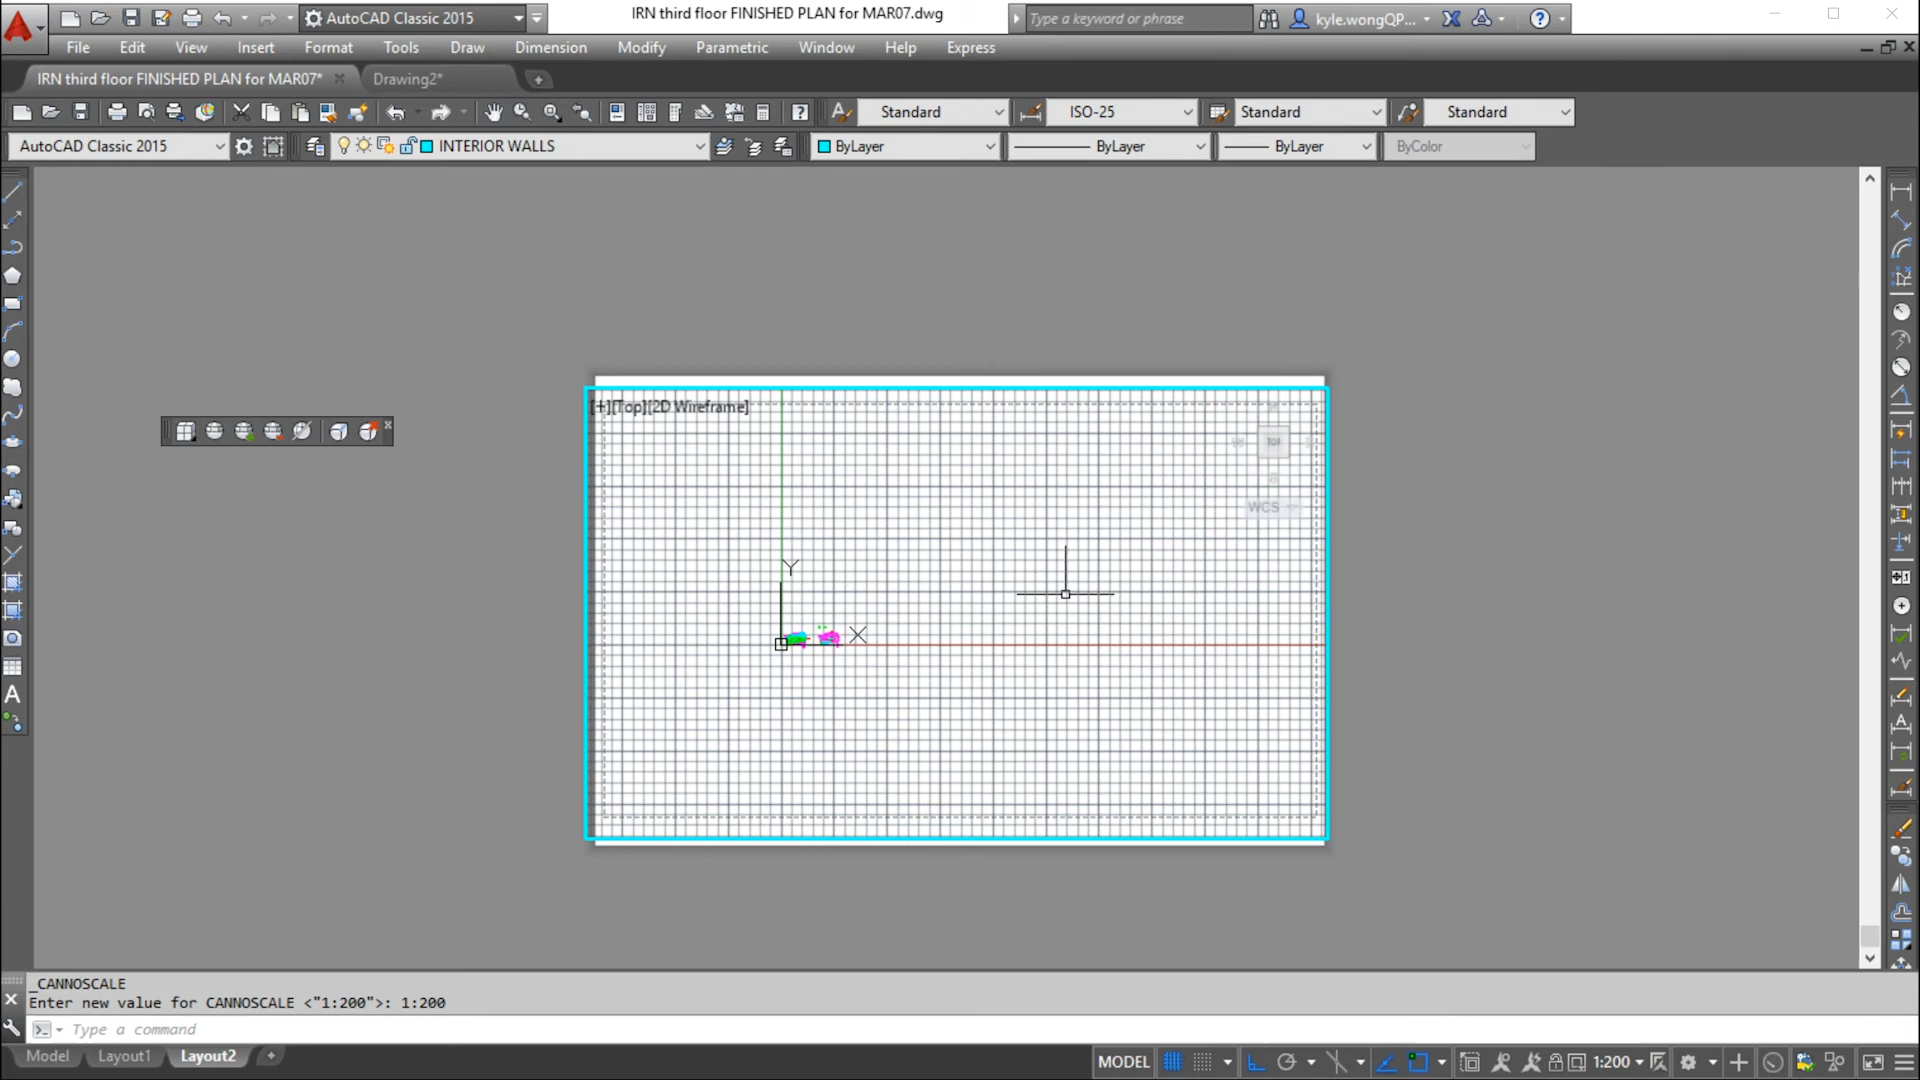 AutoCAD Classic 2015
IRN third floor FINISHED PLAN for MAR07.dwg
Type a keyword or phrase
kyle.wongQP...
File Edit View Insert Format Tools Draw Dimension Modify Parametric Window Help Express
IRN third floor FINISHED PLAN for MAR07* Drawing2*
Standard ISO-25 Standard Standard
AutoCAD Classic 2015 INTERIOR WALLS ByLayer ByLayer ByLayer ByColor
[+][Top][2D Wireframe]
TOP
WCS
Y
X
_CANNOSCALE
Enter new value for CANNOSCALE <"1:200">: 1:200
Type a command
Model Layout1 Layout2 +
MODEL 1:200